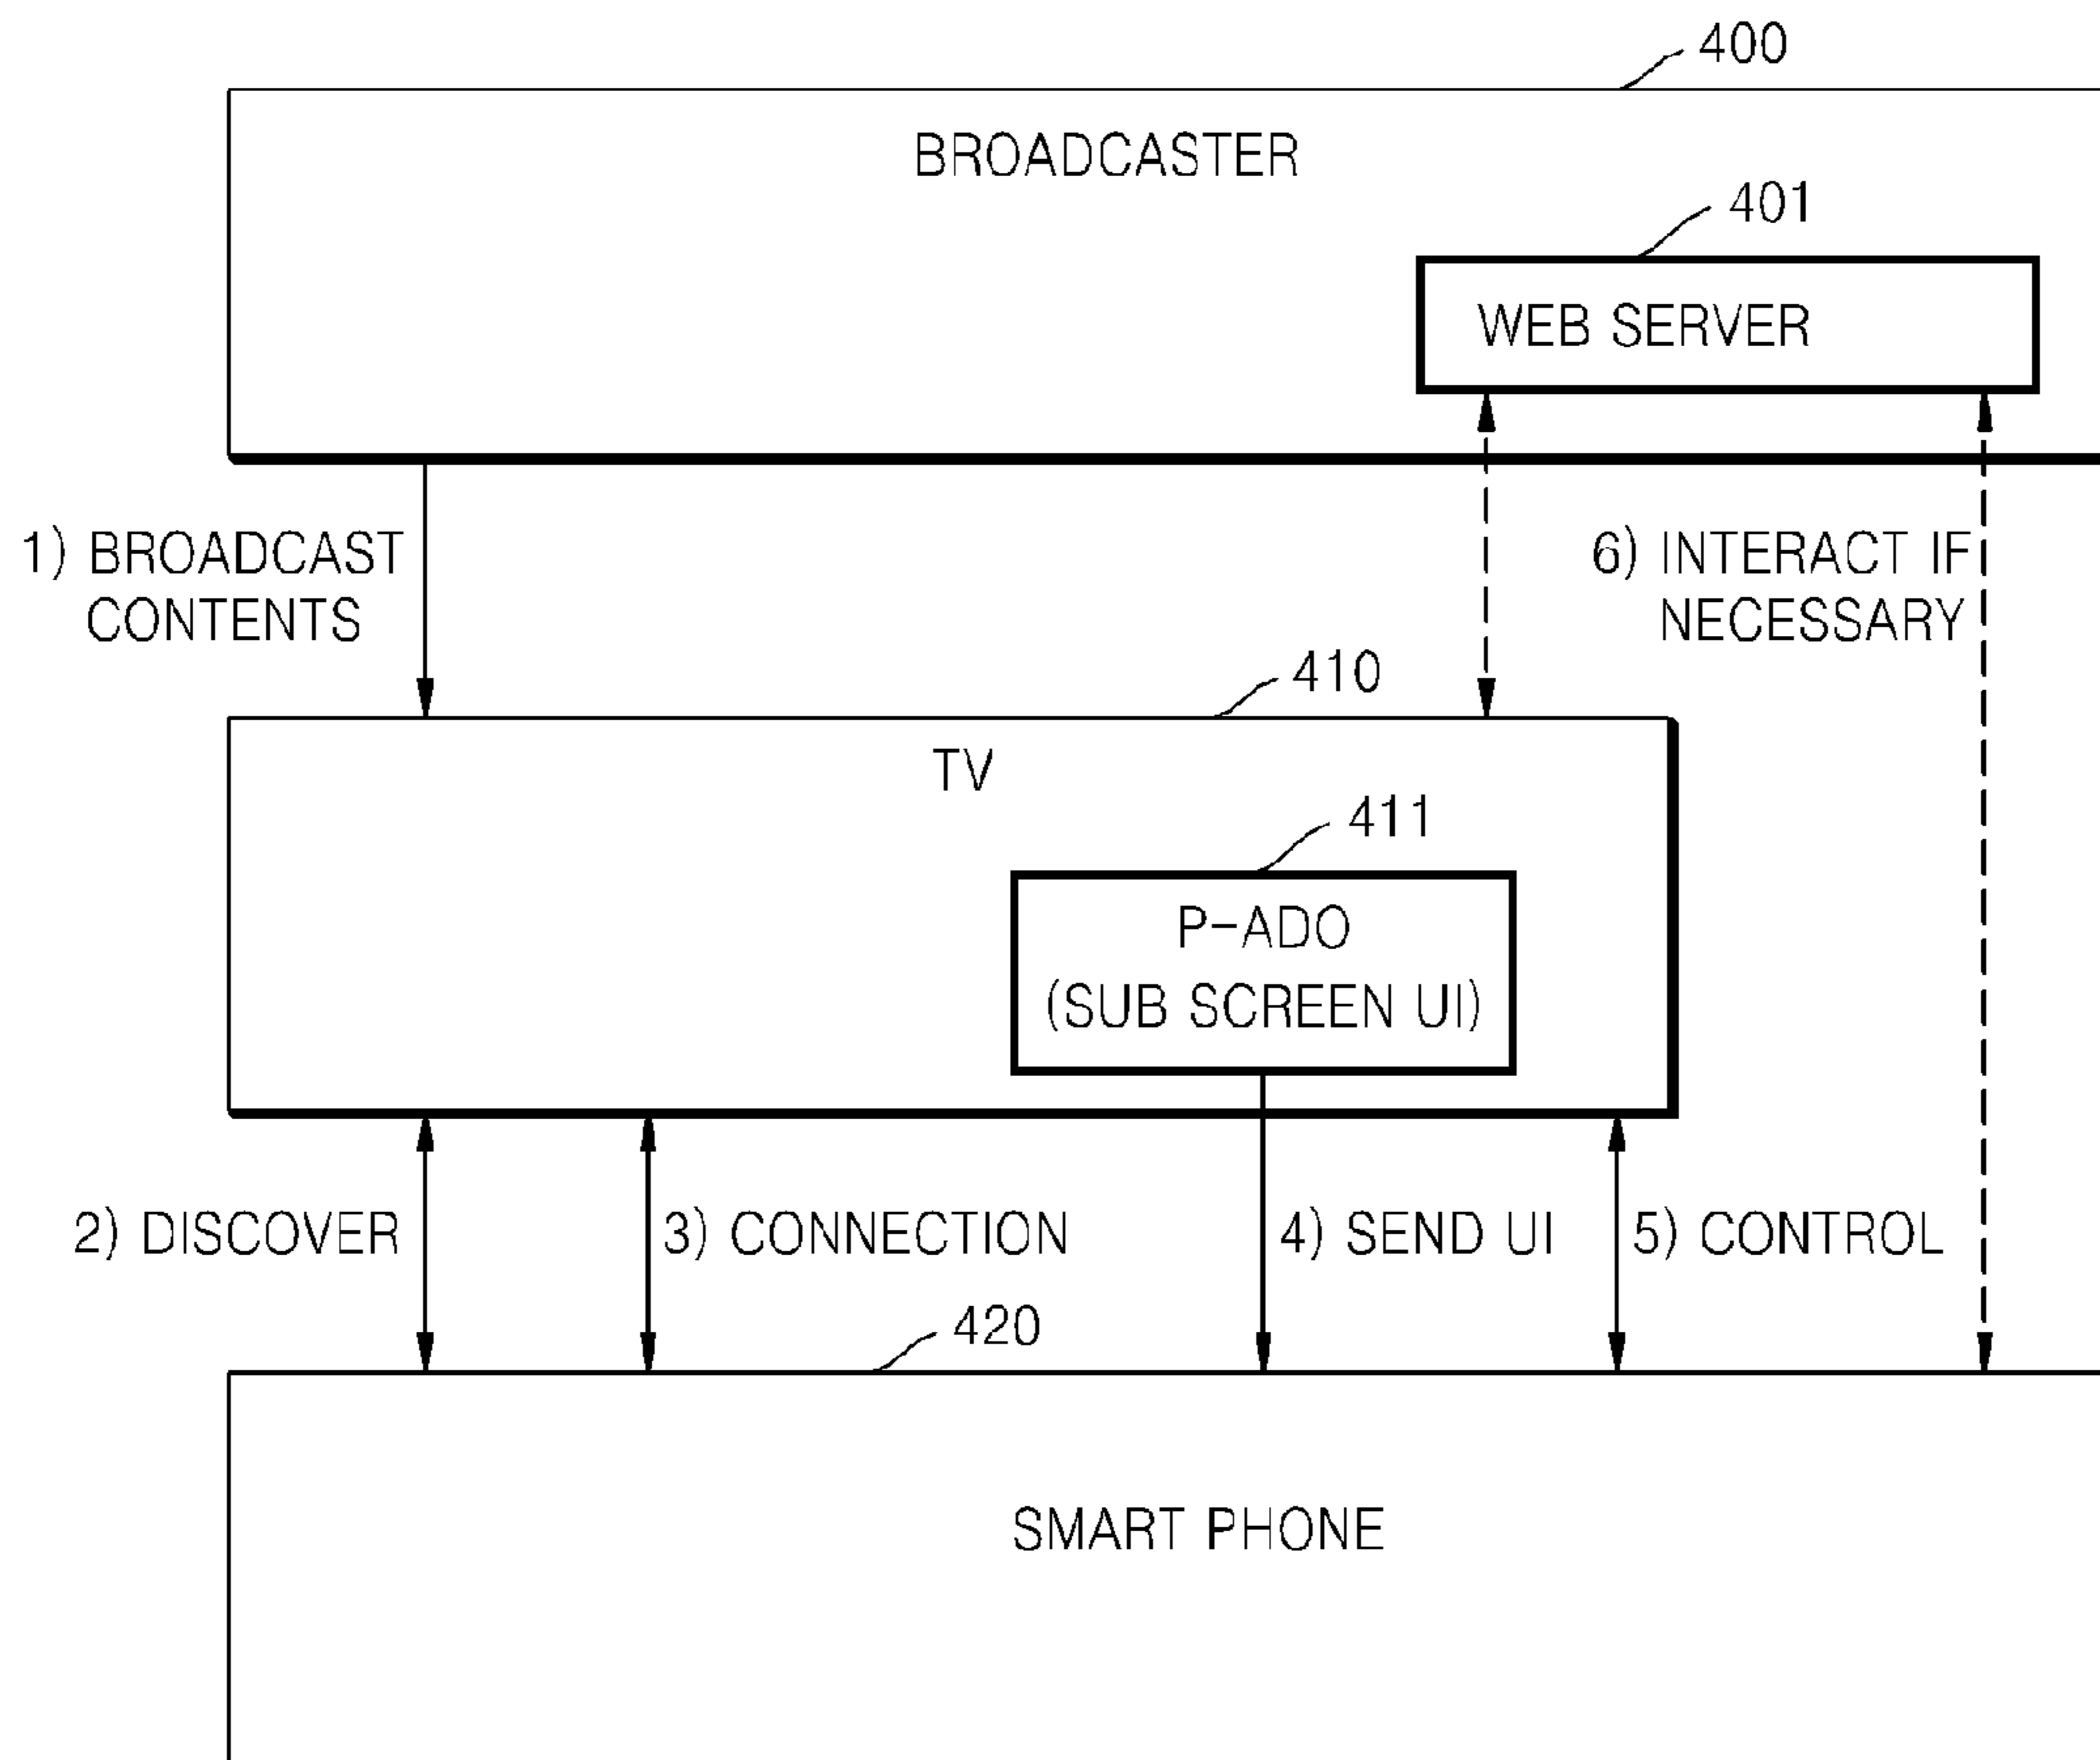 400
BROADCASTER
401
WEB SERVER
1) BROADCAST
CONTENTS
6) INTERACT IF
NECESSARY
410
TV
411
P-ADO
(SUB SCREEN UI)
2) DISCOVER
3) CONNECTION
4) SEND UI
5) CONTROL
420
SMART PHONE